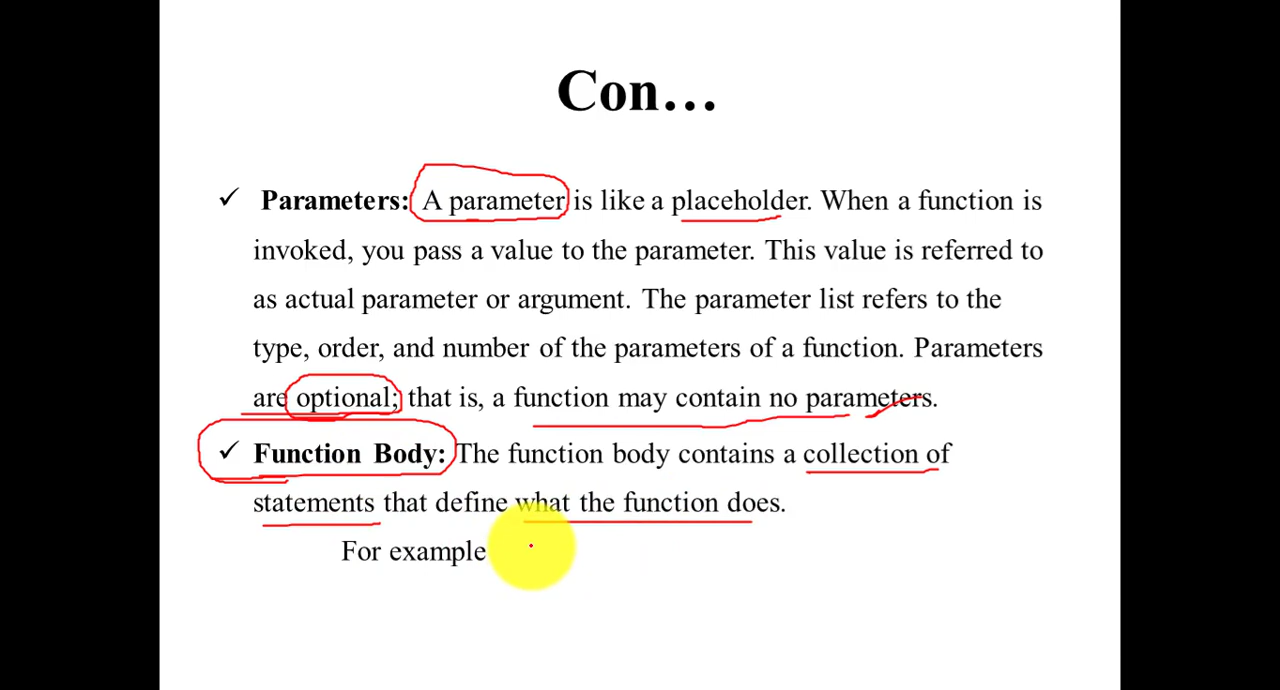 Con…
✓ Parameters: A parameter is like a placeholder. When a function is
invoked, you pass a value to the parameter. This value is referred to
as actual parameter or argument. The parameter list refers to the
type, order, and number of the parameters of a function. Parameters
are optional; that is, a function may contain no parameters.
✓ Function Body: The function body contains a collection of
statements that define what the function does.
For example